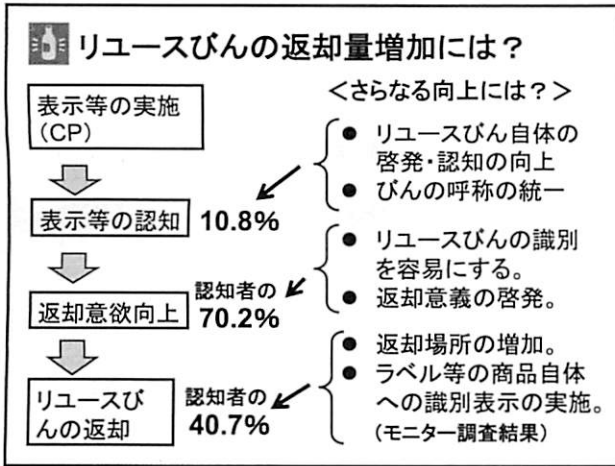 リユースびんの返却量増加には？
表示等の実施
（CP）
表示等の認知
10.8%
返却意欲向上
認知者の
70.2%
リユースび
んの返却
認知者の
40.7%
＜さらなる向上には？＞
● リユースびん自体の
啓発・認知の向上
● びんの呼称の統一
● リユースびんの識別
を容易にする。
● 返却意義の啓発。
● 返却場所の増加。
● ラベル等の商品自体
への識別表示の実施。
（モニター調査結果）